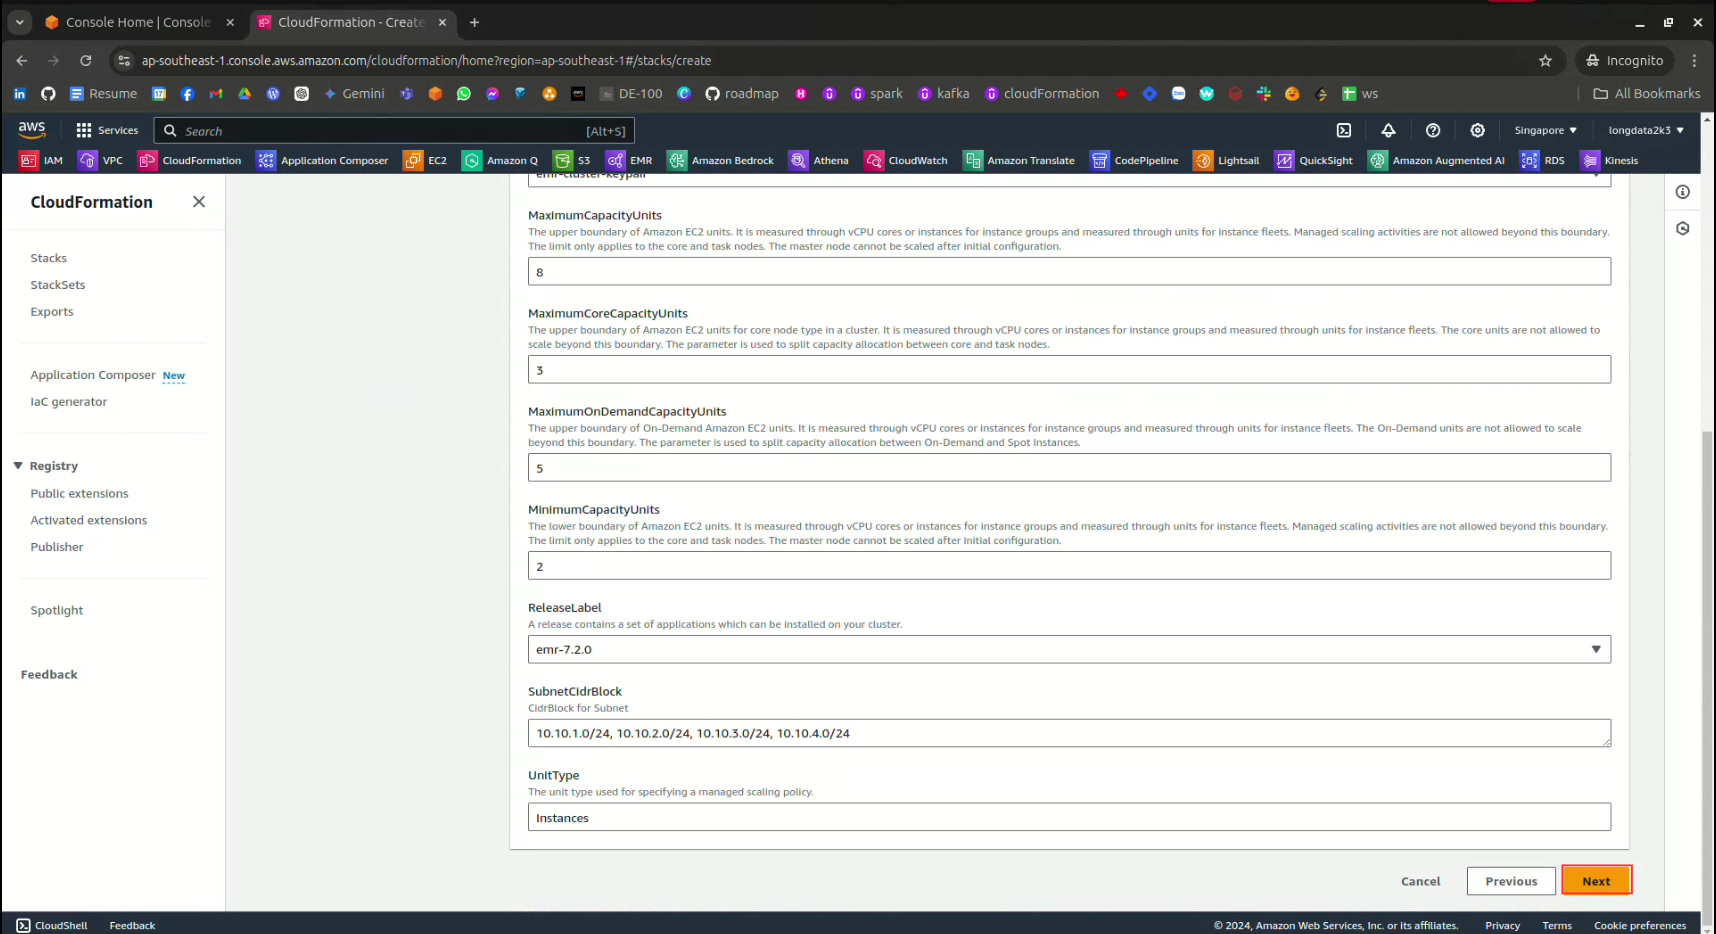 Console Home | Console
CloudFormation - Create
ap-southeast-1.console.aws.amazon.com/cloudformation/home?region=ap-southeast-1#/stacks/create
Incognito
Resume
Gemini
DE-100
roadmap
spark
kafka
cloudFormation
ws
All Bookmarks
aws
Services
Search
[Alt+S]
Singapore
longdata2k3
IAM
VPC
CloudFormation
Application Composer
EC2
Amazon Q
S3
EMR
Amazon Bedrock
Athena
CloudWatch
Amazon Translate
CodePipeline
Lightsail
QuickSight
Amazon Augmented AI
RDS
Kinesis
CloudFormation
Stacks
StackSets
Exports
Application Composer New
IaC generator
Registry
Public extensions
Activated extensions
Publisher
Spotlight
Feedback
emr-cluster-keypair
MaximumCapacityUnits
The upper boundary of Amazon EC2 units. It is measured through vCPU cores or instances for instance groups and measured through units for instance fleets. Managed scaling activities are not allowed beyond this boundary.
The limit only applies to the core and task nodes. The master node cannot be scaled after initial configuration.
8
MaximumCoreCapacityUnits
The upper boundary of Amazon EC2 units for core node type in a cluster. It is measured through vCPU cores or instances for instance groups and measured through units for instance fleets. The core units are not allowed to
scale beyond this boundary. The parameter is used to split capacity allocation between core and task nodes.
3
MaximumOnDemandCapacityUnits
The upper boundary of On-Demand Amazon EC2 units. It is measured through vCPU cores or instances for instance groups and measured through units for instance fleets. The On-Demand units are not allowed to scale
beyond this boundary. The parameter is used to split capacity allocation between On-Demand and Spot Instances.
5
MinimumCapacityUnits
The lower boundary of Amazon EC2 units. It is measured through vCPU cores or instances for instance groups and measured through units for instance fleets. Managed scaling activities are not allowed beyond this boundary.
The limit only applies to the core and task nodes. The master node cannot be scaled after initial configuration.
2
ReleaseLabel
A release contains a set of applications which can be installed on your cluster.
emr-7.2.0
SubnetCidrBlock
CidrBlock for Subnet
10.10.1.0/24, 10.10.2.0/24, 10.10.3.0/24, 10.10.4.0/24
UnitType
The unit type used for specifying a managed scaling policy.
Instances
Cancel
Previous
Next
CloudShell
Feedback
© 2024, Amazon Web Services, Inc. or its affiliates.
Privacy
Terms
Cookie preferences